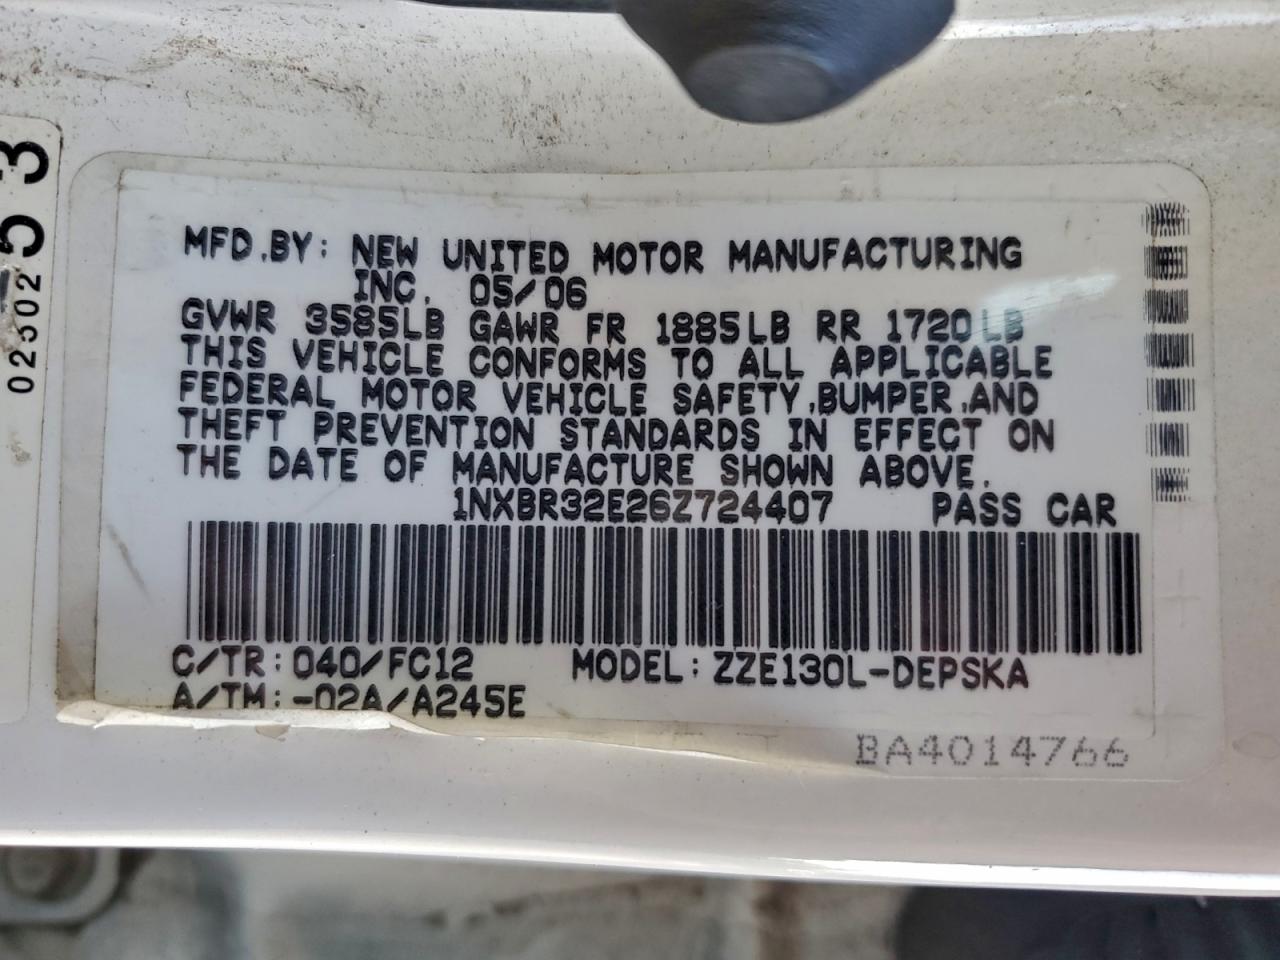 MFD.BY: NEW UNITED MOTOR MANUFACTURING
INC. 05/06
GVWR 3585LB GAWR FR 1885LB RR 1720LB
THIS VEHICLE CONFORMS TO ALL APPLICABLE
FEDERAL MOTOR VEHICLE SAFETY,BUMPER,AND
THEFT PREVENTION STANDARDS IN EFFECT ON
THE DATE OF MANUFACTURE SHOWN ABOVE.
1NXBR32E26Z724407 PASS CAR
C/TR: 040/FC12 MODEL: ZZE130L-DEPSKA
A/TM: -02A/A245E
BA4014766
53